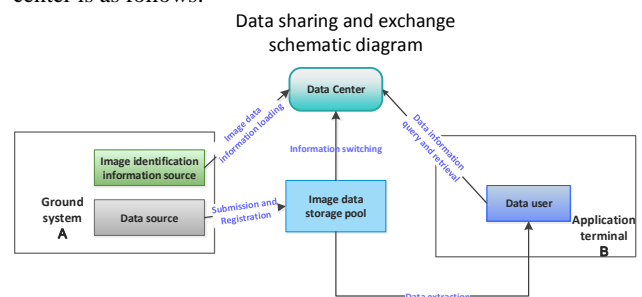 center is as follows:
Data sharing and exchange
schematic diagram
Data Center
Image data
information loading
Data information
query and retrieval
Information switching
Image identification
information source
Ground
system
A
Data source
Submission and
Registration
Image data
storage pool
Data user
Application
terminal
B
Data extraction